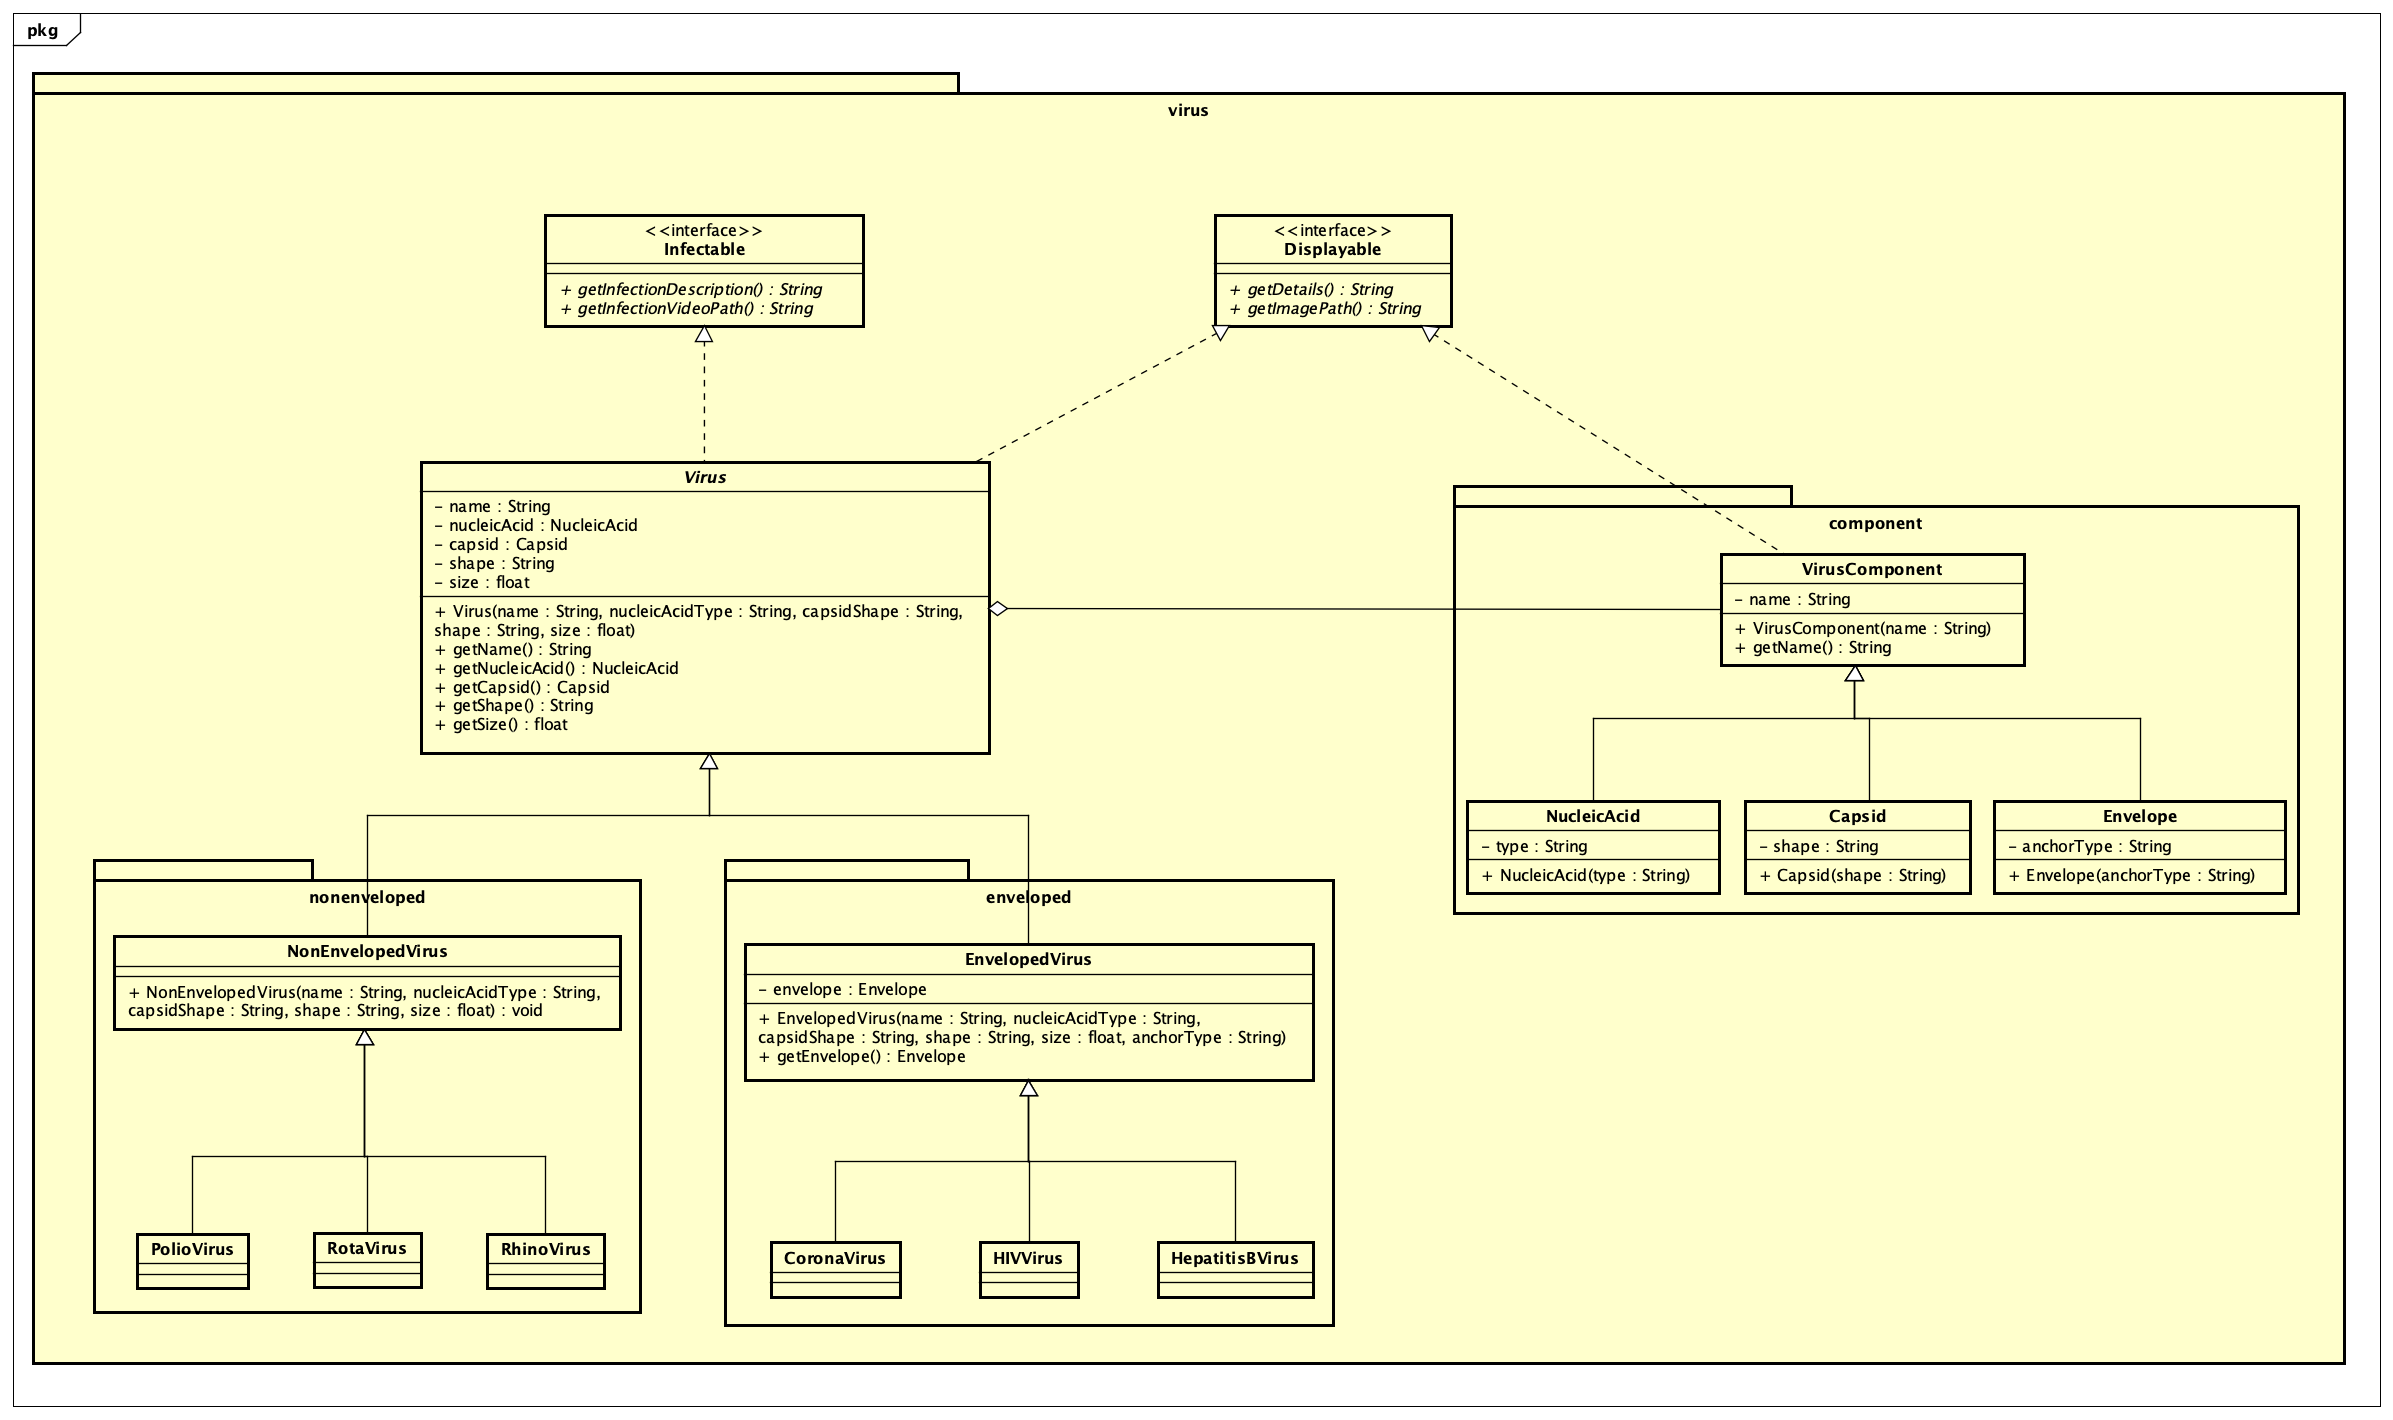 pkg
virus
<<interface>>
Infectable
+ getInfectionDescription() : String
+ getInfectionVideoPath() : String
<<interface>>
Displayable
+ getDetails() : String
+ getImagePath() : String
Virus
- name : String
- nucleicAcid : NucleicAcid
- capsid : Capsid
- shape : String
- size : float
+ Virus(name : String, nucleicAcidType : String, capsidShape : String,
shape : String, size : float)
+ getName() : String
+ getNucleicAcid() : NucleicAcid
+ getCapsid() : Capsid
+ getShape() : String
+ getSize() : float
component
VirusComponent
- name : String
+ VirusComponent(name : String)
+ getName() : String
NucleicAcid
- type : String
+ NucleicAcid(type : String)
Capsid
- shape : String
+ Capsid(shape : String)
Envelope
- anchorType : String
+ Envelope(anchorType : String)
nonenveloped
NonEnvelopedVirus
+ NonEnvelopedVirus(name : String, nucleicAcidType : String,
capsidShape : String, shape : String, size : float) : void
PolioVirus
RotaVirus
RhinoVirus
enveloped
EnvelopedVirus
- envelope : Envelope
+ EnvelopedVirus(name : String, nucleicAcidType : String,
capsidShape : String, shape : String, size : float, anchorType : String)
+ getEnvelope() : Envelope
CoronaVirus
HIVVirus
HepatitisBVirus